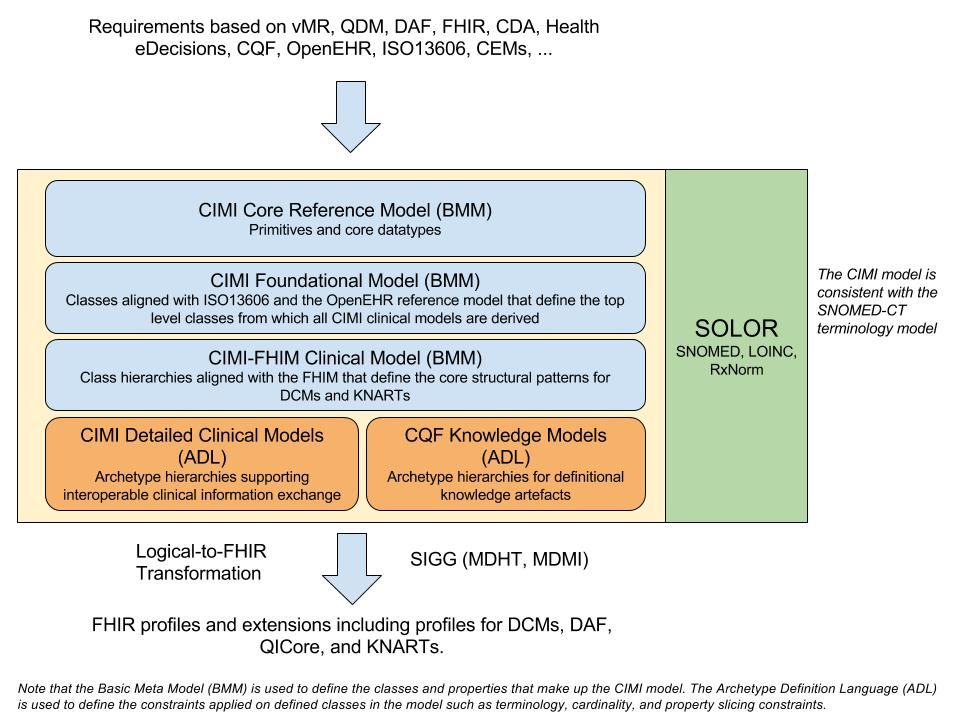 Requirements based on vMR, QDM, DAF, FHIR, CDA, Health
eDecisions, CQF, OpenEHR, ISO13606, CEMs, ...
CIMI Core Reference Model (BMM)
Primitives and core datatypes
CIMI Foundational Model (BMM)
Classes aligned with ISO13606 and the OpenEHR reference model that define the top
level classes from which all CIMI clinical models are derived
CIMI-FHIM Clinical Model (BMM)
Class hierarchies aligned with the FHIM that define the core structural patterns for
DCMs and KNARTs
CIMI Detailed Clinical Models
(ADL)
Archetype hierarchies supporting
interoperable clinical information exchange
CQF Knowledge Models
(ADL)
Archetype hierarchies for definitional
knowledge artefacts
SOLOR
SNOMED, LOINC,
RxNorm
The CIMI model is
consistent with the
SNOMED-CT
terminology model
Logical-to-FHIR
Transformation
SIGG (MDHT, MDMI)
FHIR profiles and extensions including profiles for DCMs, DAF,
QICore, and KNARTs.
Note that the Basic Meta Model (BMM) is used to define the classes and properties that make up the CIMI model. The Archetype Definition Language (ADL)
is used to define the constraints applied on defined classes in the model such as terminology, cardinality, and property slicing constraints.